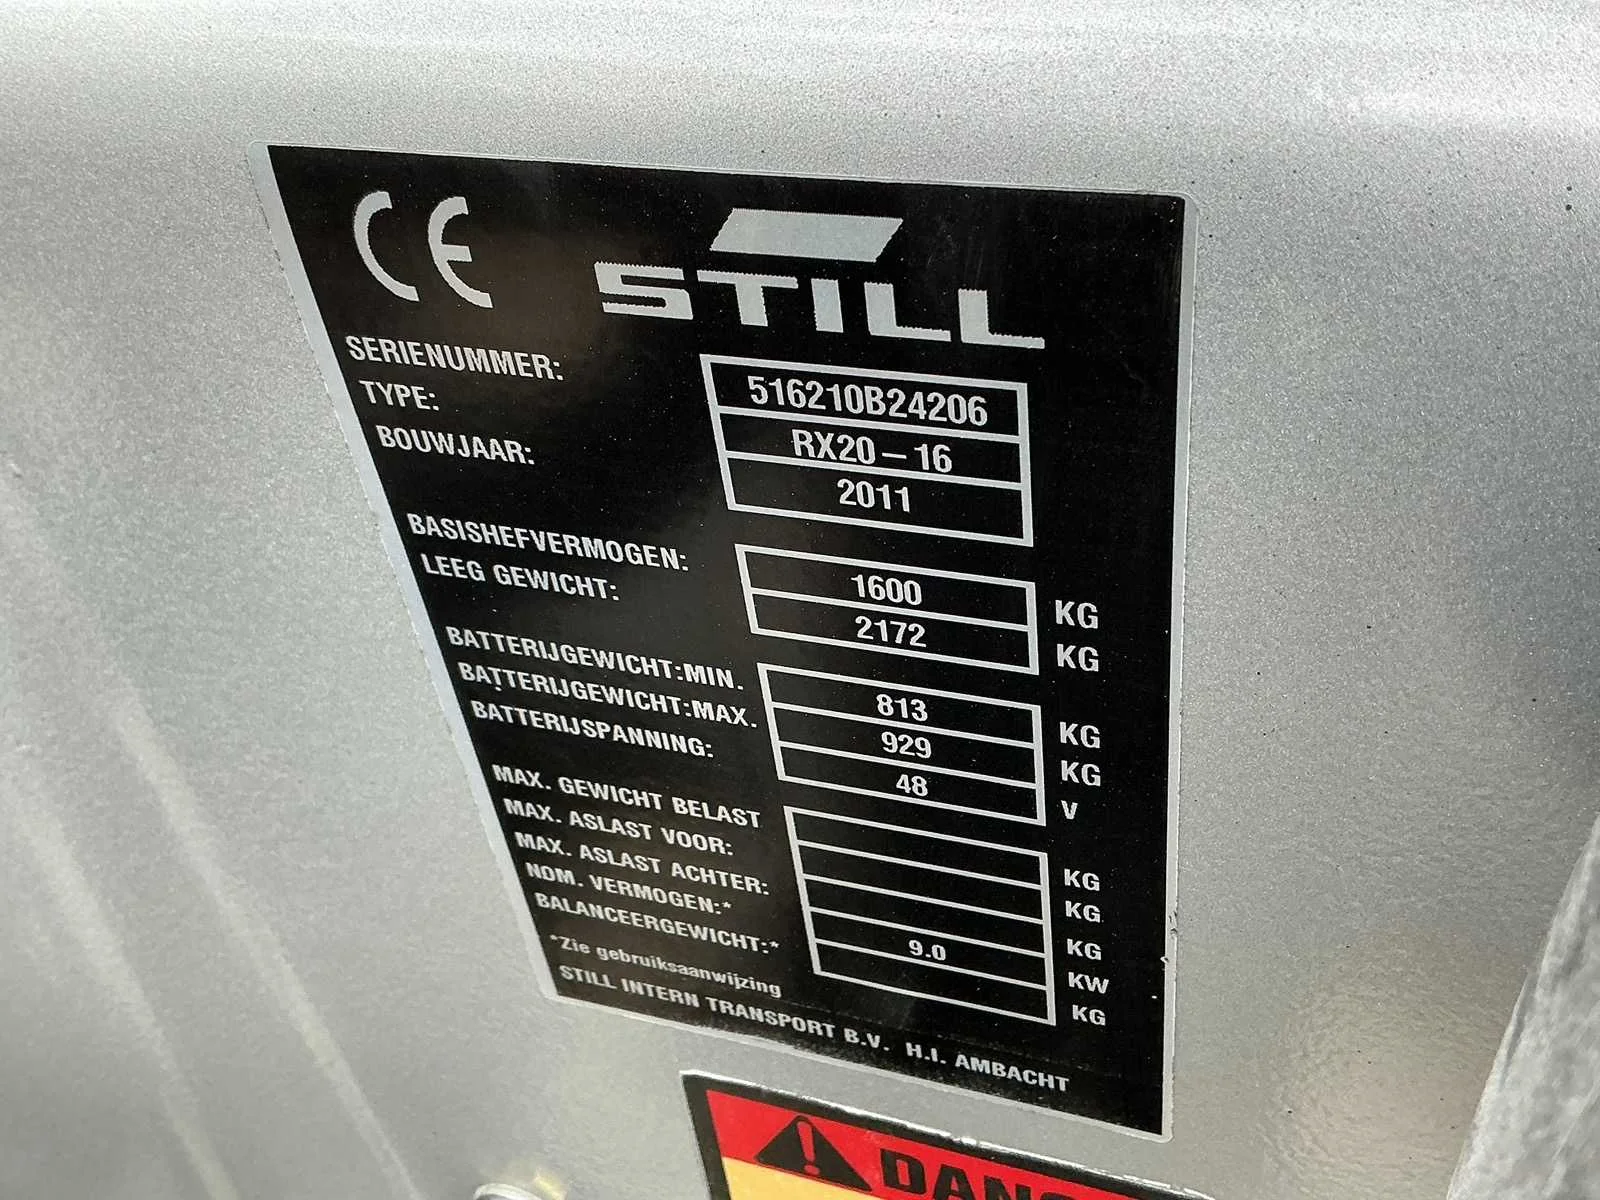 CE STILL
SERIENUMMER: 516210B24206
TYPE: RX20-16
BOUWJAAR: 2011
BASISHEFVERMOGEN: 1600 KG
LEEG GEWICHT: 2172 KG
BATTERIJGEWICHT:MIN. 813 KG
BATTERIJGEWICHT:MAX. 929 KG
BATTERIJSPANNING: 48 V
MAX. GEWICHT BELAST KG
MAX. ASLAST VOOR: KG
MAX. ASLAST ACHTER: KG
NOM. VERMOGEN:* 9.0 KW
BALANCEERGEWICHT:* KG
*Zie gebruiksaanwijzing
STILL INTERN TRANSPORT B.V. H.I. AMBACHT